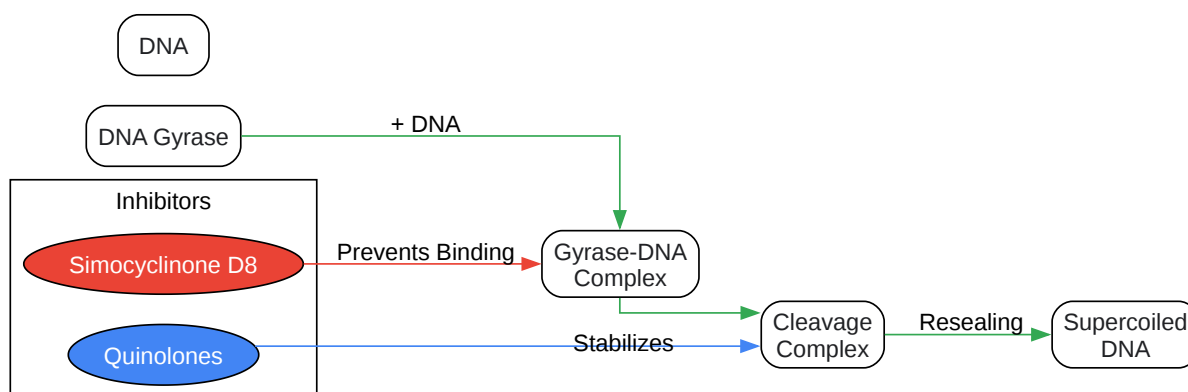 DNA
DNA Gyrase
+ DNA
Inhibitors
Simocyclinone D8
Prevents Binding
Gyrase-DNA
Complex
Quinolones
Stabilizes
Cleavage
Complex
Resealing
Supercoiled
DNA